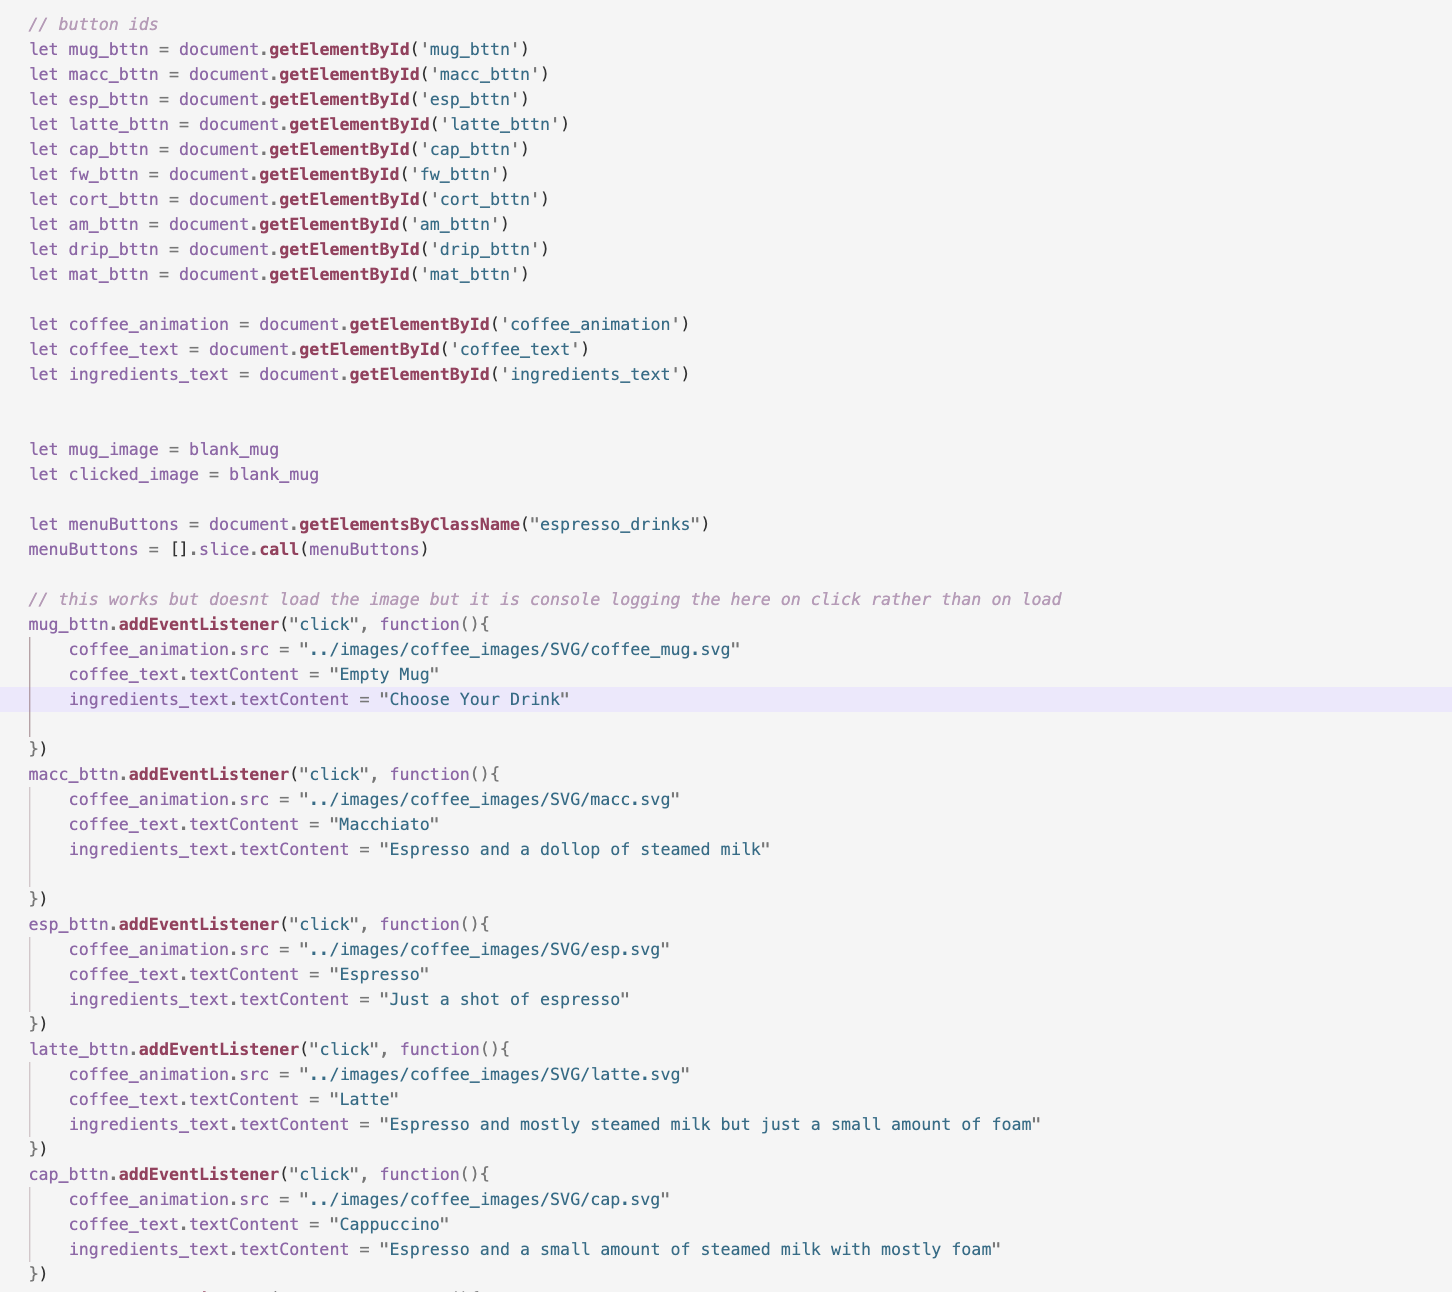 // button ids
let mug_bttn = document.getElementById('mug_bttn')
let macc_bttn = document.getElementById('macc_bttn')
let esp_bttn = document.getElementById('esp_bttn')
let latte_bttn = document.getElementById('latte_bttn')
let cap_bttn = document.getElementById('cap_bttn')
let fw_bttn = document.getElementById('fw_bttn')
let cort_bttn = document.getElementById('cort_bttn')
let am_bttn = document.getElementById('am_bttn')
let drip_bttn = document.getElementById('drip_bttn')
let mat_bttn = document.getElementById('mat_bttn')
let coffee_animation = document.getElementById('coffee_animation')
let coffee_text = document.getElementById('coffee_text')
let ingredients_text = document.getElementById('ingredients_text')
let mug_image = blank_mug
let clicked_image = blank_mug
let menuButtons = document.getElementsByClassName("espresso_drinks")
menuButtons = [].slice.call(menuButtons)
// this works but doesnt load the image but it is console logging the here on click rather than on load
mug_bttn.addEventListener("click", function(){
    coffee_animation.src = "../images/coffee_images/SVG/coffee_mug.svg"
    coffee_text.textContent = "Empty Mug"
    ingredients_text.textContent = "Choose Your Drink"
})
macc_bttn.addEventListener("click", function(){
    coffee_animation.src = "../images/coffee_images/SVG/macc.svg"
    coffee_text.textContent = "Macchiato"
    ingredients_text.textContent = "Espresso and a dollop of steamed milk"
})
esp_bttn.addEventListener("click", function(){
    coffee_animation.src = "../images/coffee_images/SVG/esp.svg"
    coffee_text.textContent = "Espresso"
    ingredients_text.textContent = "Just a shot of espresso"
})
latte_bttn.addEventListener("click", function(){
    coffee_animation.src = "../images/coffee_images/SVG/latte.svg"
    coffee_text.textContent = "Latte"
    ingredients_text.textContent = "Espresso and mostly steamed milk but just a small amount of foam"
})
cap_bttn.addEventListener("click", function(){
    coffee_animation.src = "../images/coffee_images/SVG/cap.svg"
    coffee_text.textContent = "Cappuccino"
    ingredients_text.textContent = "Espresso and a small amount of steamed milk with mostly foam"
})